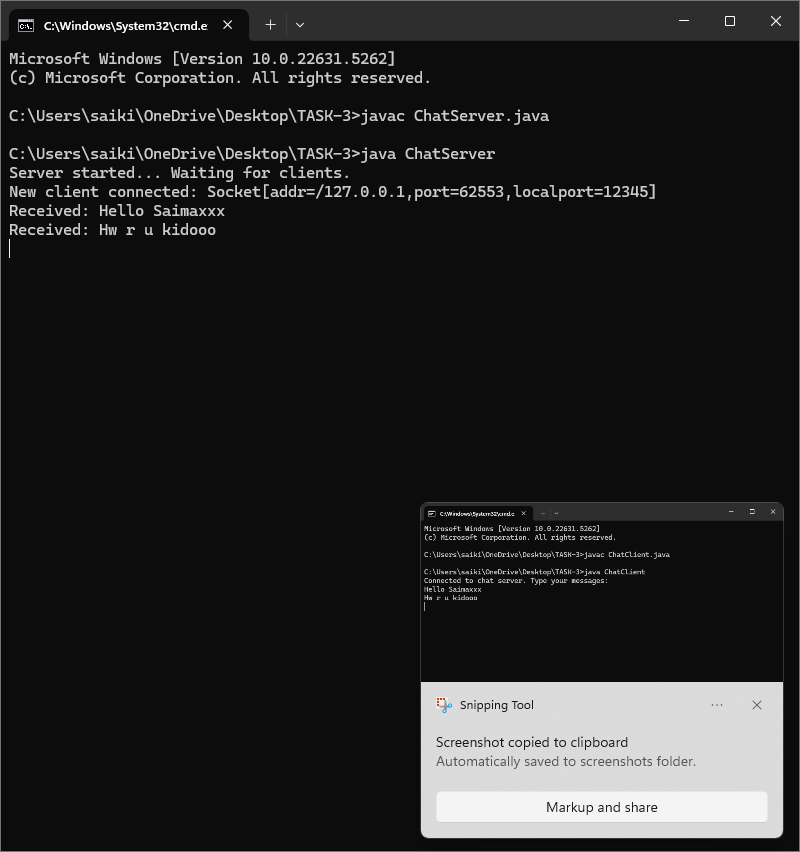 C:\Windows\System32\cmd.e
Microsoft Windows [Version 10.0.22631.5262]
(c) Microsoft Corporation. All rights reserved.
C:\Users\saiki\OneDrive\Desktop\TASK-3>javac ChatServer.java
C:\Users\saiki\OneDrive\Desktop\TASK-3>java ChatServer
Server started... Waiting for clients.
New client connected: Socket[addr=/127.0.0.1,port=62553,localport=12345]
Received: Hello Saimaxxx
Received: Hw r u kidooo
C:\Windows\System32\cmd.e
Microsoft Windows [Version 10.0.22631.5262]
(c) Microsoft Corporation. All rights reserved.
C:\Users\saiki\OneDrive\Desktop\TASK-3>javac ChatClient.java
C:\Users\saiki\OneDrive\Desktop\TASK-3>java ChatClient
Connected to chat server. Type your messages:
Hello Saimaxxx
Hw r u kidooo
Snipping Tool
Screenshot copied to clipboard
Automatically saved to screenshots folder.
Markup and share